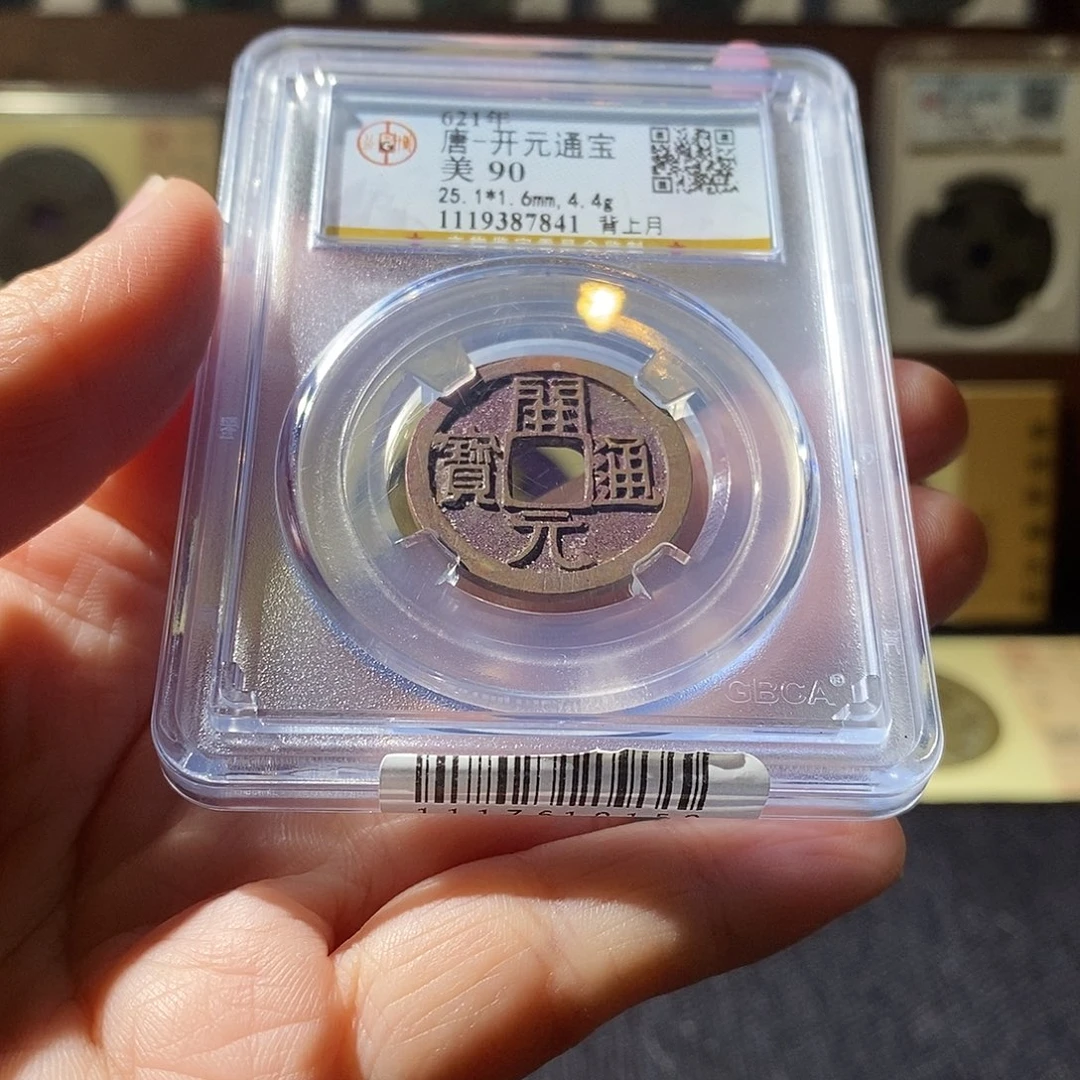 621年
唐-开元通宝
美 90
25.1*1.6mm, 4.4g
1119387841 背上月
開
寶 通
元
GBCA®